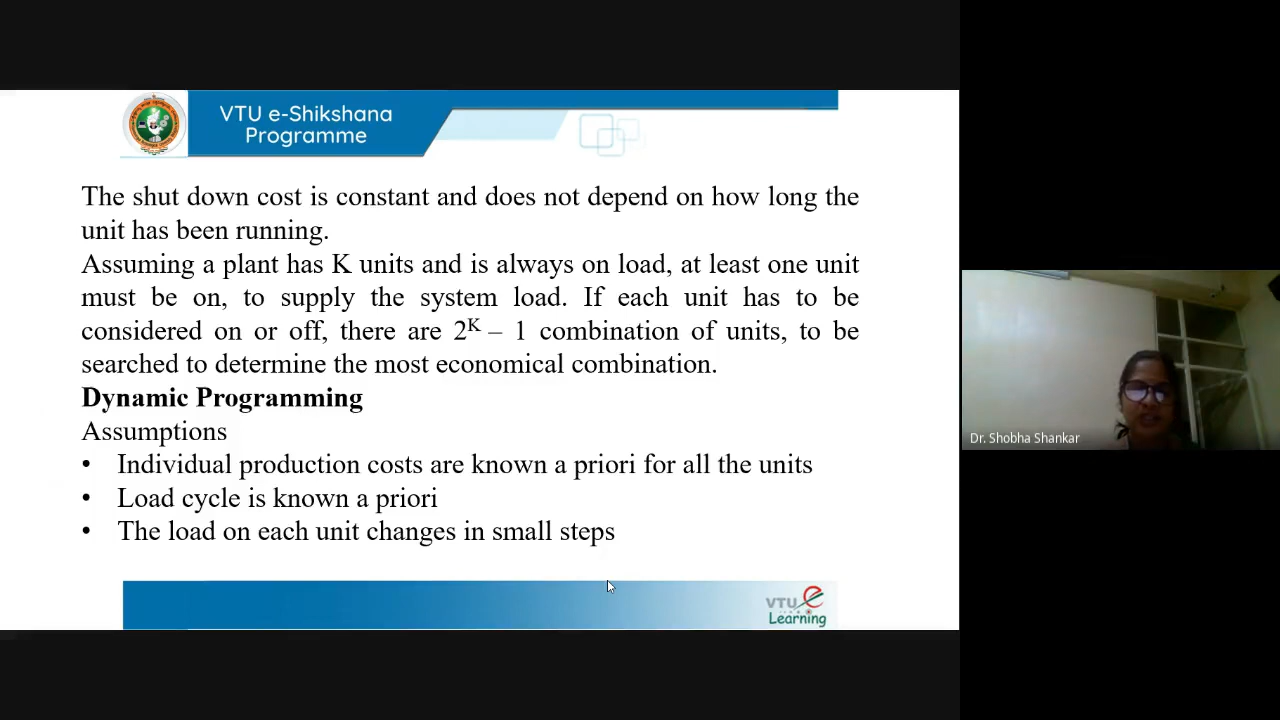 VTU e-Shikshana
Programme
The shut down cost is constant and does not depend on how long the
unit has been running.
Assuming a plant has K units and is always on load, at least one unit
must be on, to supply the system load. If each unit has to be
considered on or off, there are 2ᴷ – 1 combination of units, to be
searched to determine the most economical combination.
Dynamic Programming
Assumptions
• Individual production costs are known a priori for all the units
• Load cycle is known a priori
• The load on each unit changes in small steps
VTU e
Learning
Dr. Shobha Shankar